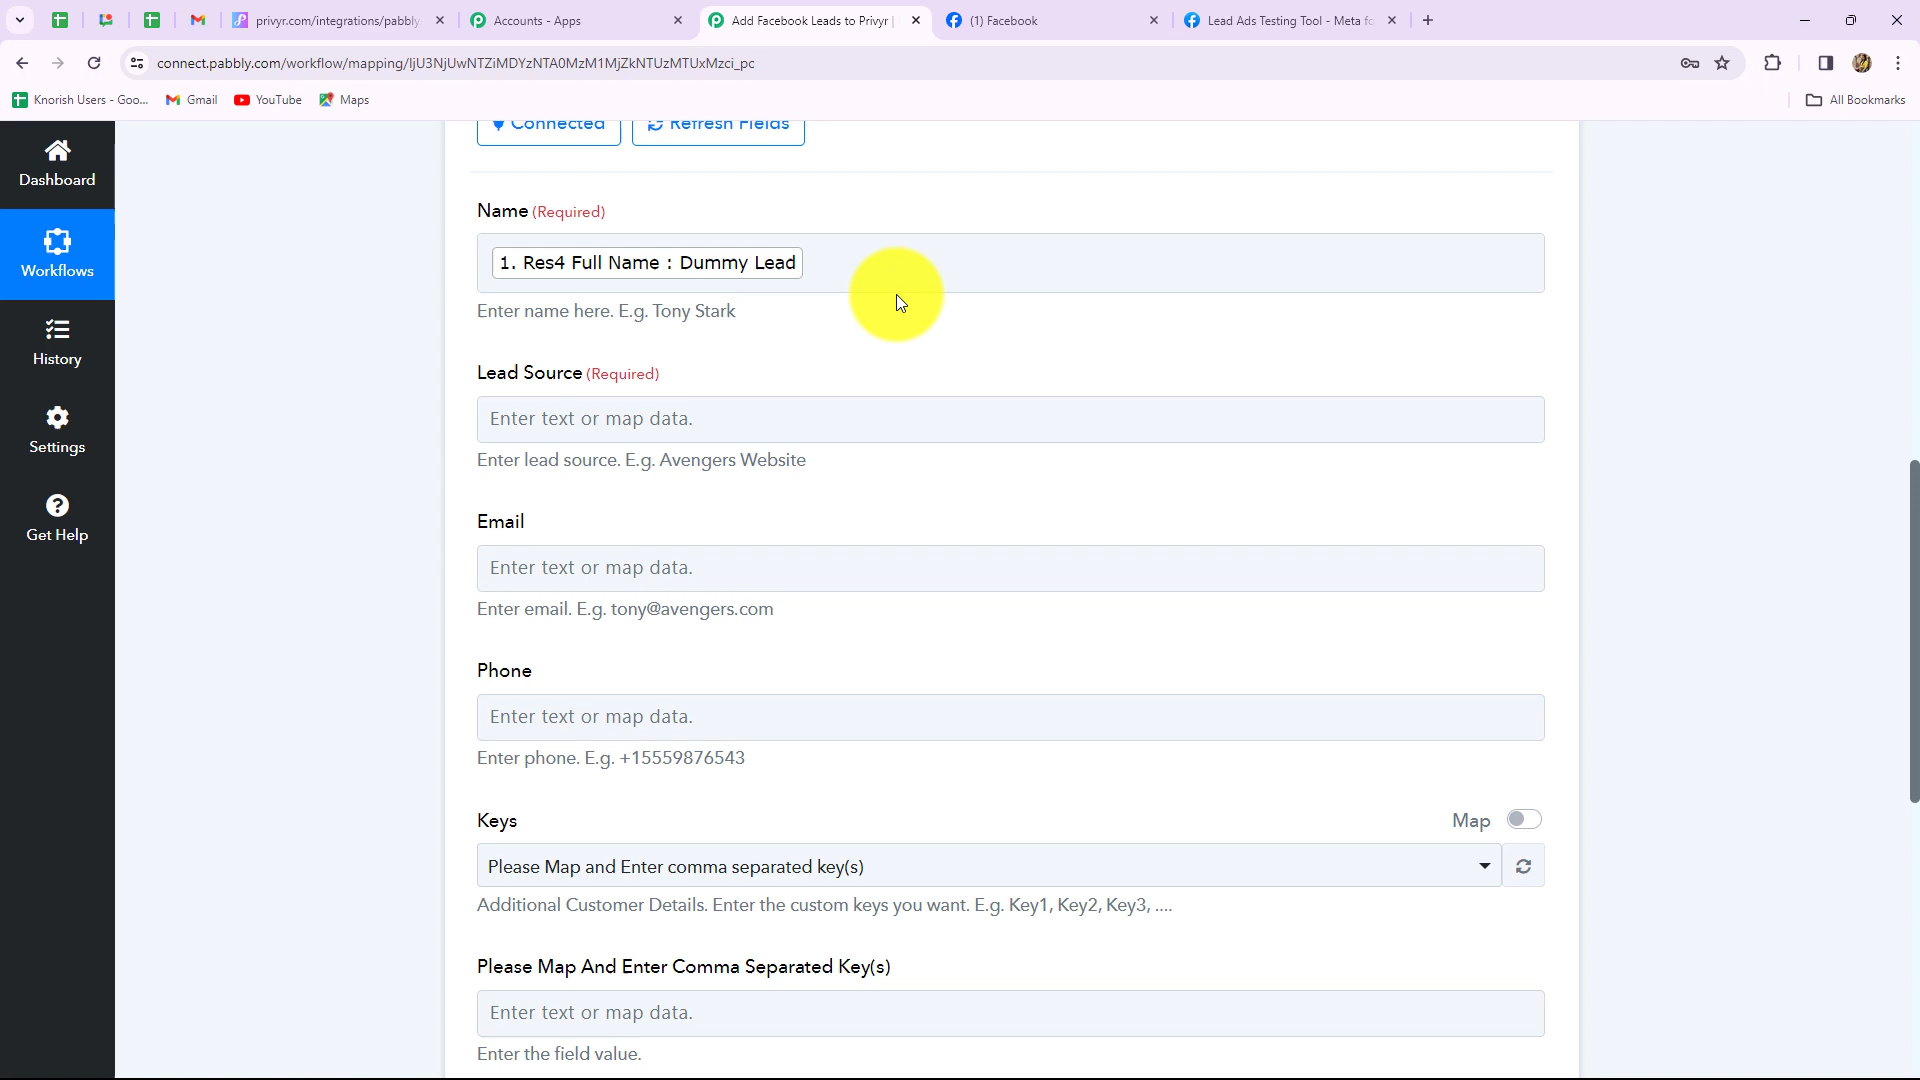 privyr.com/integrations/pabbly
Accounts - Apps
Add Facebook Leads to Privyr |
(1) Facebook
Lead Ads Testing Tool - Meta fo
connect.pabbly.com/workflow/mapping/IjU3NjUwNTZiMDYzNTA0MzM1MjZkNTUzMTUxMzci_pc
Knorish Users - Goo...
Gmail
YouTube
Maps
All Bookmarks
Connected
Refresh Fields
Dashboard
Workflows
History
Settings
Get Help
Name (Required)
1. Res4 Full Name : Dummy Lead
Enter name here. E.g. Tony Stark
Lead Source (Required)
Enter text or map data.
Enter lead source. E.g. Avengers Website
Email
Enter text or map data.
Enter email. E.g. tony@avengers.com
Phone
Enter text or map data.
Enter phone. E.g. +15559876543
Keys
Map
Please Map and Enter comma separated key(s)
Additional Customer Details. Enter the custom keys you want. E.g. Key1, Key2, Key3, ....
Please Map And Enter Comma Separated Key(s)
Enter text or map data.
Enter the field value.